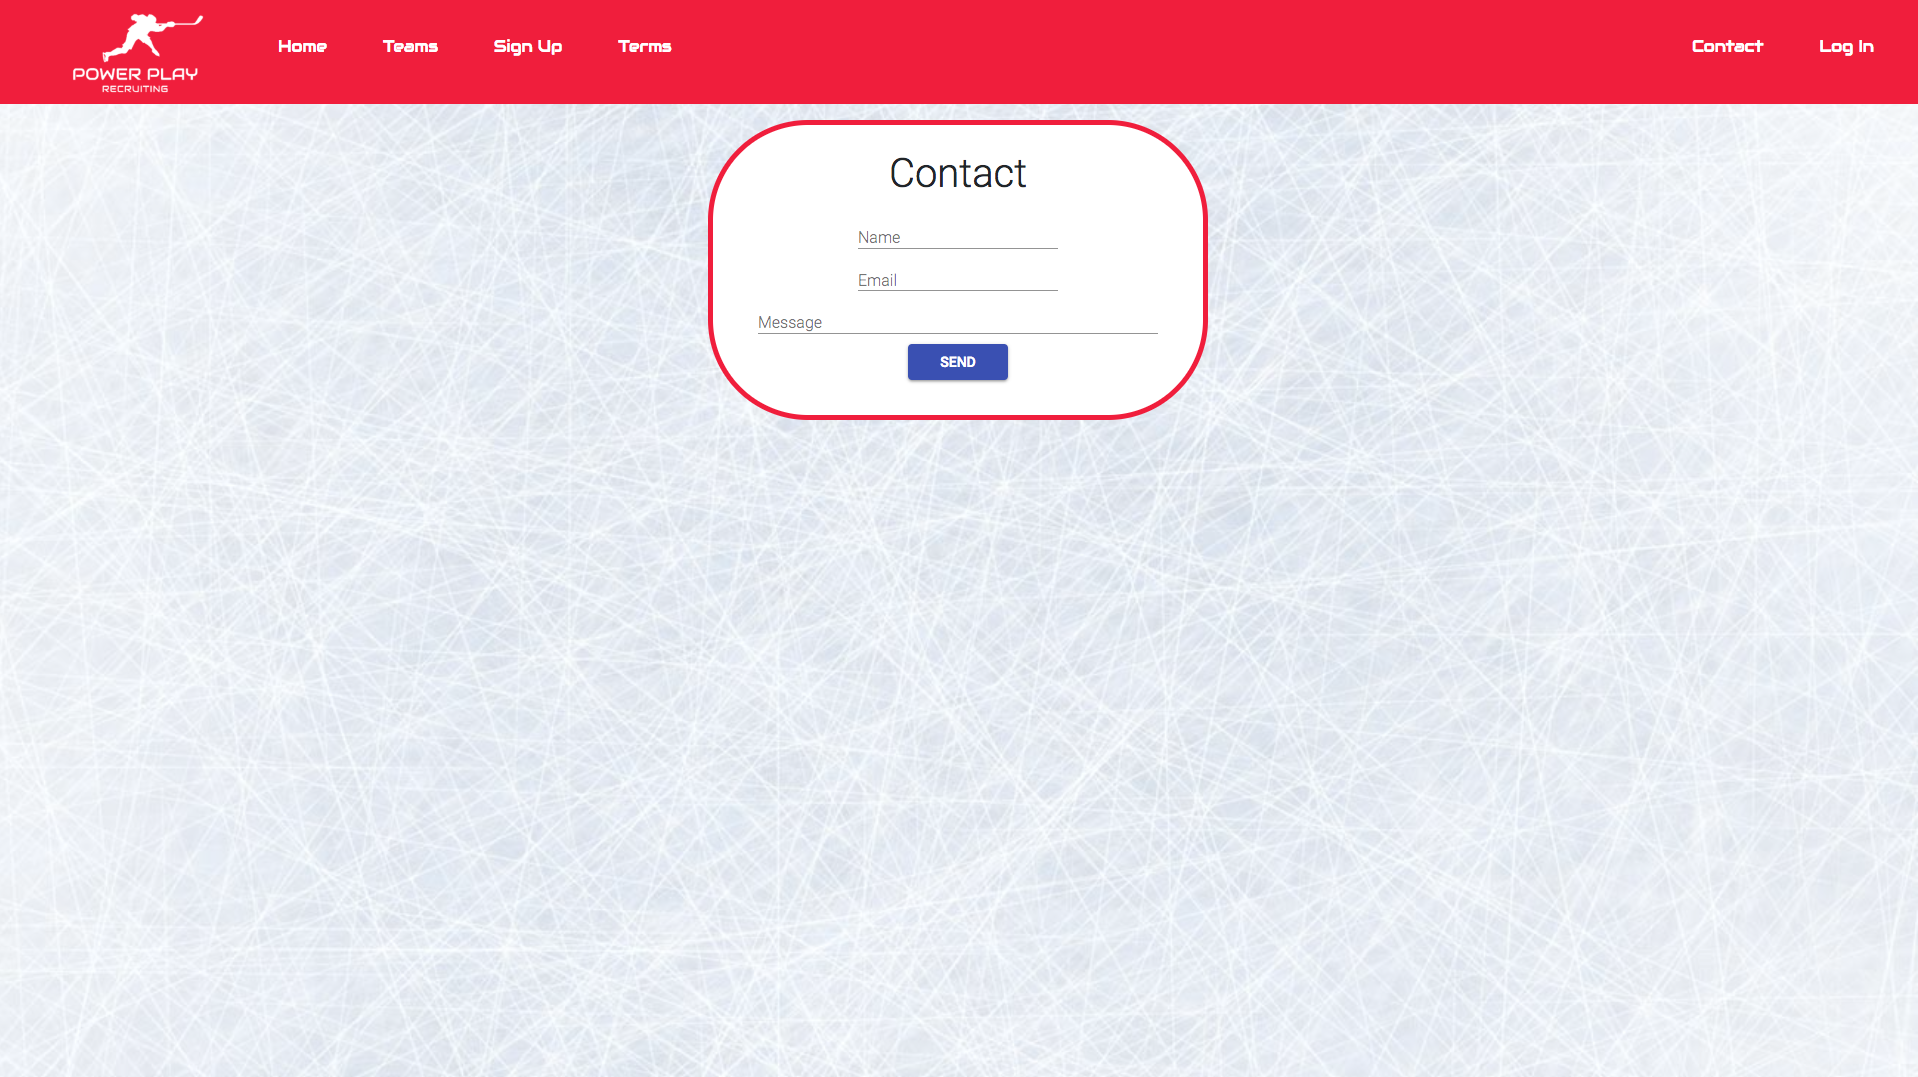 POWER PLAY
RECRUITING
Home
Teams
Sign Up
Terms
Contact
Log In
Contact
Name
Email
Message
SEND